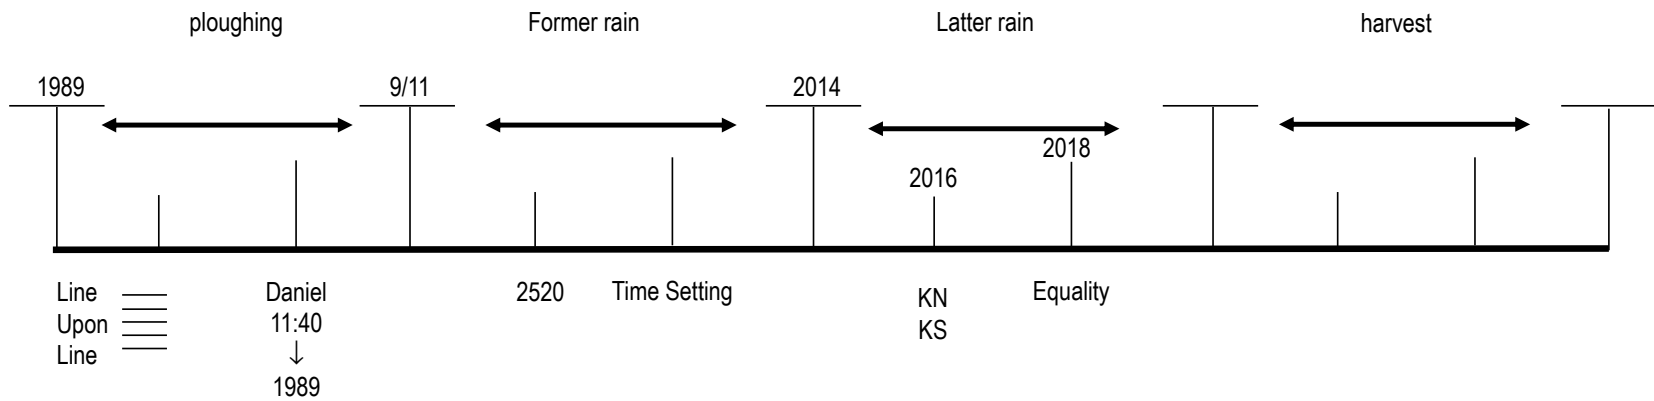 ploughing Former rain Latter rain harvest
1989 9/11 2014
2018
2016
Line Daniel 2520 Time Setting KN Equality
Upon 11:40 KS
Line
↓
1989